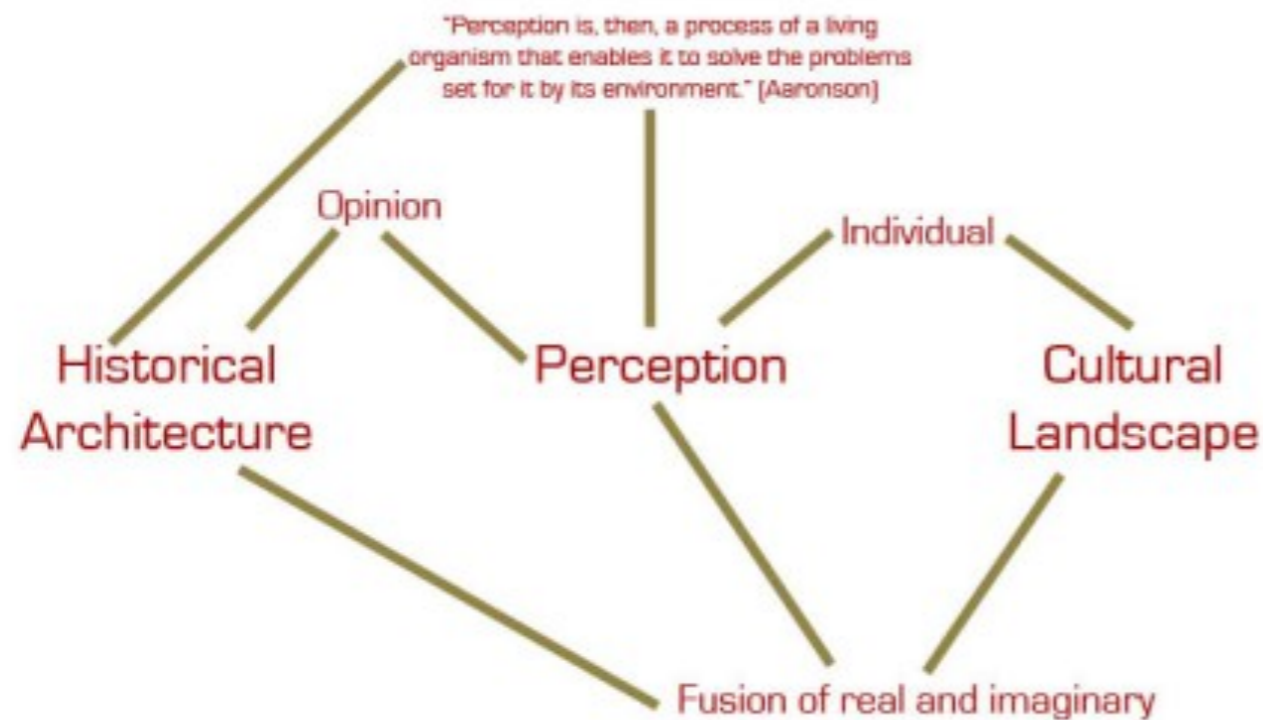 "Perception is, then, a process of a living
organism that enables it to solve the problems
set for it by its environment." (Aaronson)
Opinion
Individual
Historical
Architecture
Perception
Cultural
Landscape
Fusion of real and imaginary